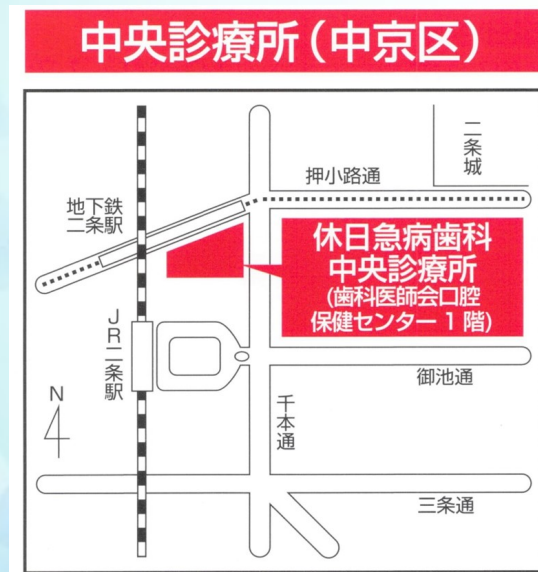 中央診療所（中京区）
二条城
押小路通
地下鉄
二条駅
休日急病歯科
中央診療所
(歯科医師会口腔
保健センター1階)
JR二条駅
御池通
N
千本通
三条通